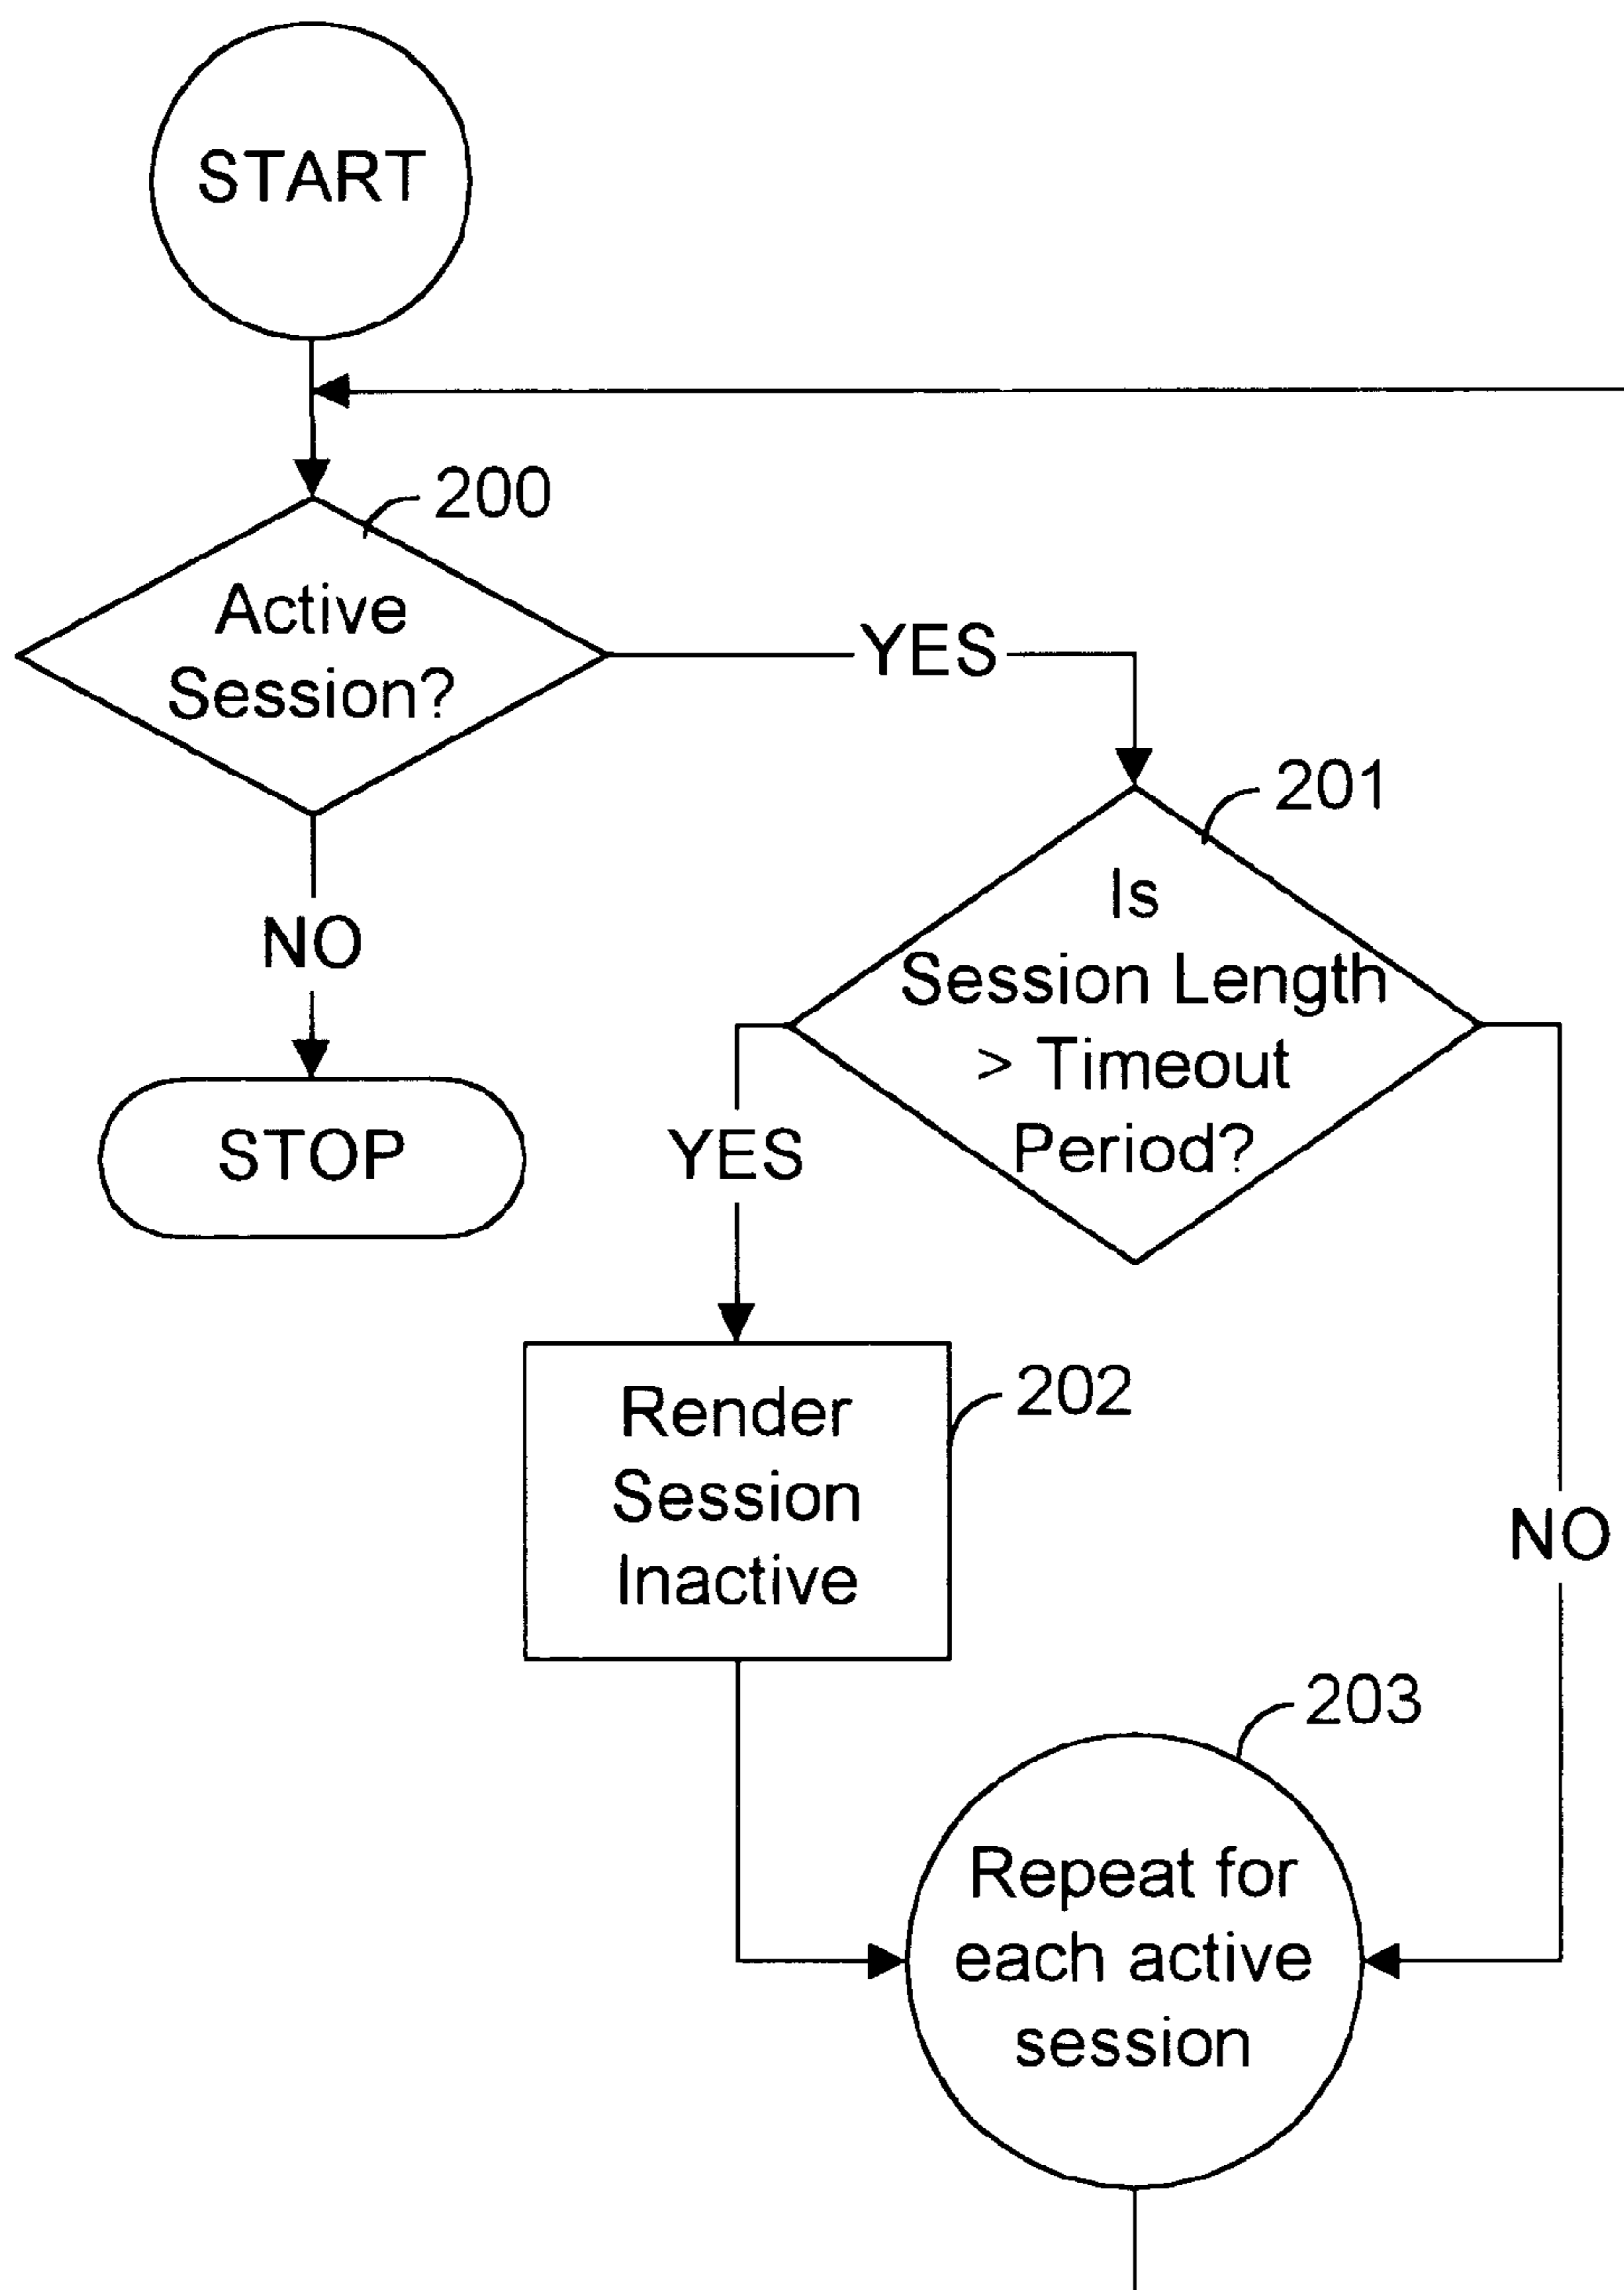 START
200
Active
Session?
YES
NO
STOP
201
Is
Session Length
> Timeout
Period?
YES
NO
202
Render
Session
Inactive
203
Repeat for
each active
session